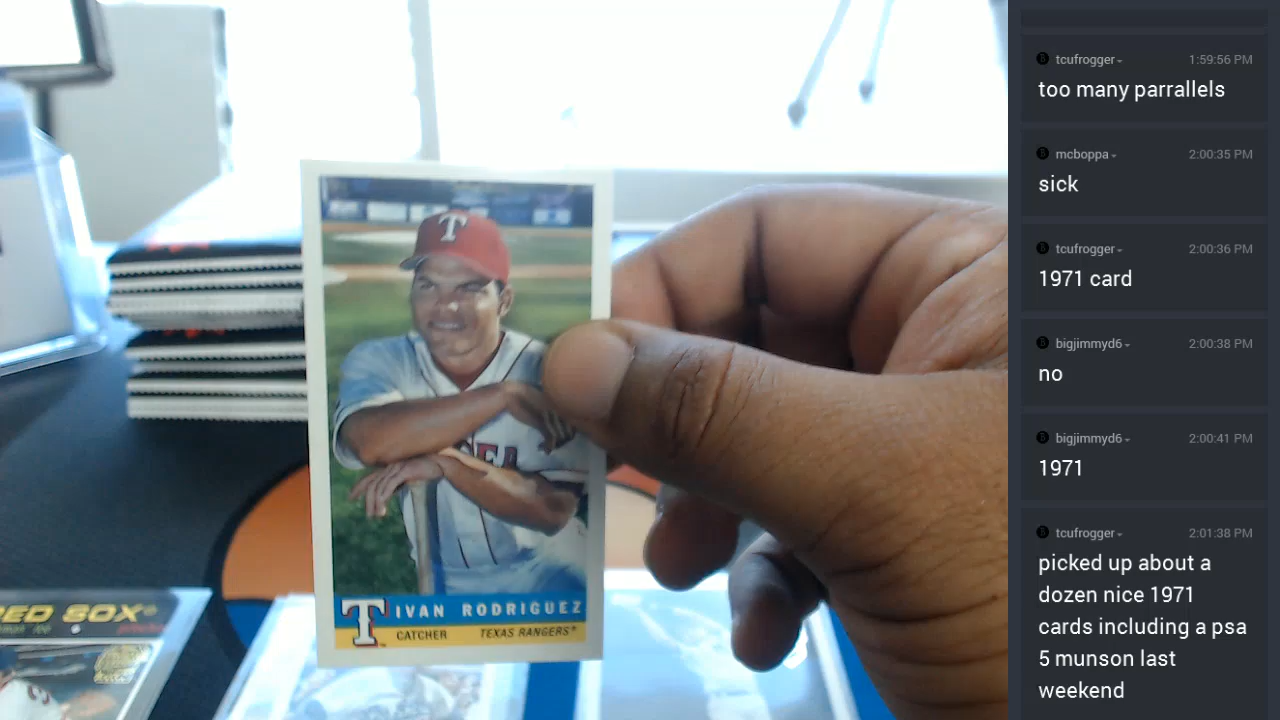 T
IVAN RODRIGUEZ
T
CATCHER TEXAS RANGERS
RED SOX
tcufrogger 1:59:56 PM
too many parrallels
mcboppa 2:00:35 PM
sick
tcufrogger 2:00:36 PM
1971 card
bigjimmyd6 2:00:38 PM
no
bigjimmyd6 2:00:41 PM
1971
tcufrogger 2:01:38 PM
picked up about a
dozen nice 1971
cards including a psa
5 munson last
weekend